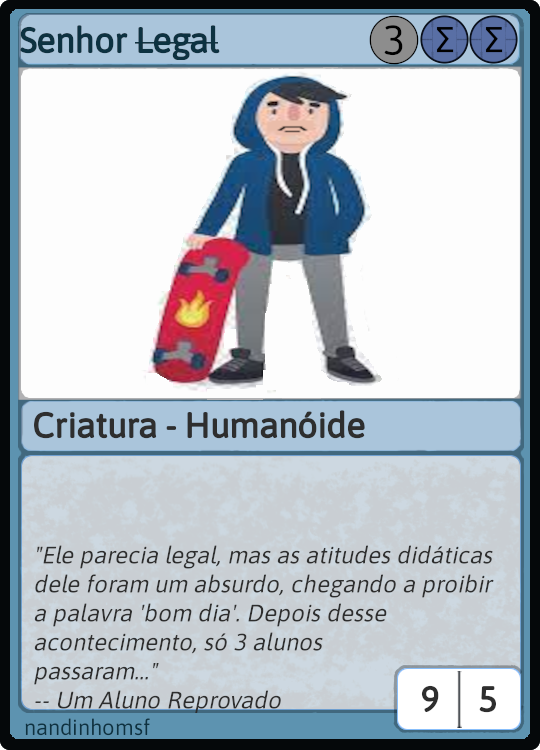 Senhor Legal 3 Σ Σ
Criatura - Humanóide
"Ele parecia legal, mas as atitudes didáticas
dele foram um absurdo, chegando a proibir
a palavra 'bom dia'. Depois desse
acontecimento, só 3 alunos
passaram..."
-- Um Aluno Reprovado
9 | 5
nandinhomsf